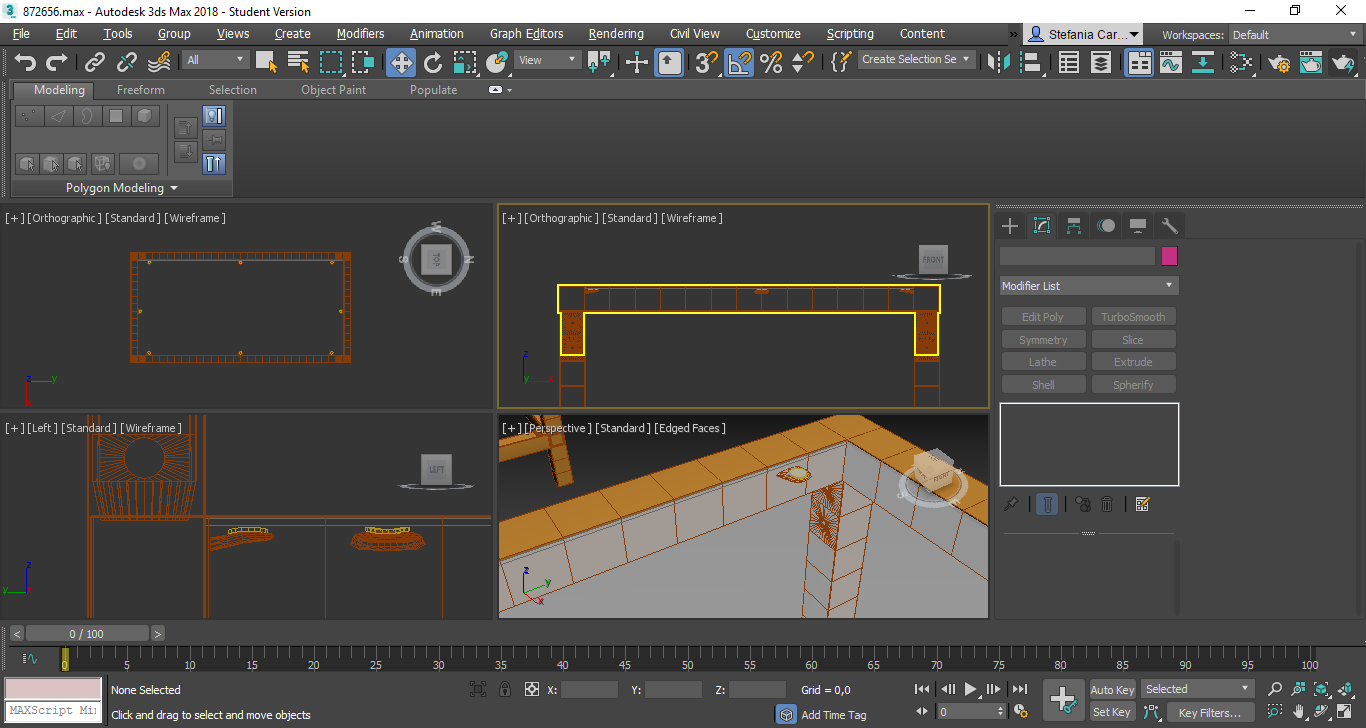 872656.max - Autodesk 3ds Max 2018 - Student Version
File Edit Tools Group Views Create Modifiers Animation Graph Editors Rendering Civil View Customize Scripting Content » Stefania Car... Workspaces: Default
All View Create Selection Se
Modeling Freeform Selection Object Paint Populate
Polygon Modeling
[+] [Orthographic] [Standard] [Wireframe]
W
S TOP N
E
z y
x
[+] [Orthographic] [Standard] [Wireframe]
FRONT
z
y x
Modifier List
Edit Poly TurboSmooth
Symmetry Slice
Lathe Extrude
Shell Spherify
[+] [Left] [Standard] [Wireframe]
LEFT
z
y
[+] [Perspective] [Standard] [Edged Faces]
FRONT
z
y
x
< 0 / 100 >
0 5 10 15 20 25 30 35 40 45 50 55 60 65 70 75 80 85 90 95 100
None Selected X: Y: Z: Grid = 0,0 Auto Key Selected
MAXScript Mi
Click and drag to select and move objects Add Time Tag 0 Set Key Key Filters...